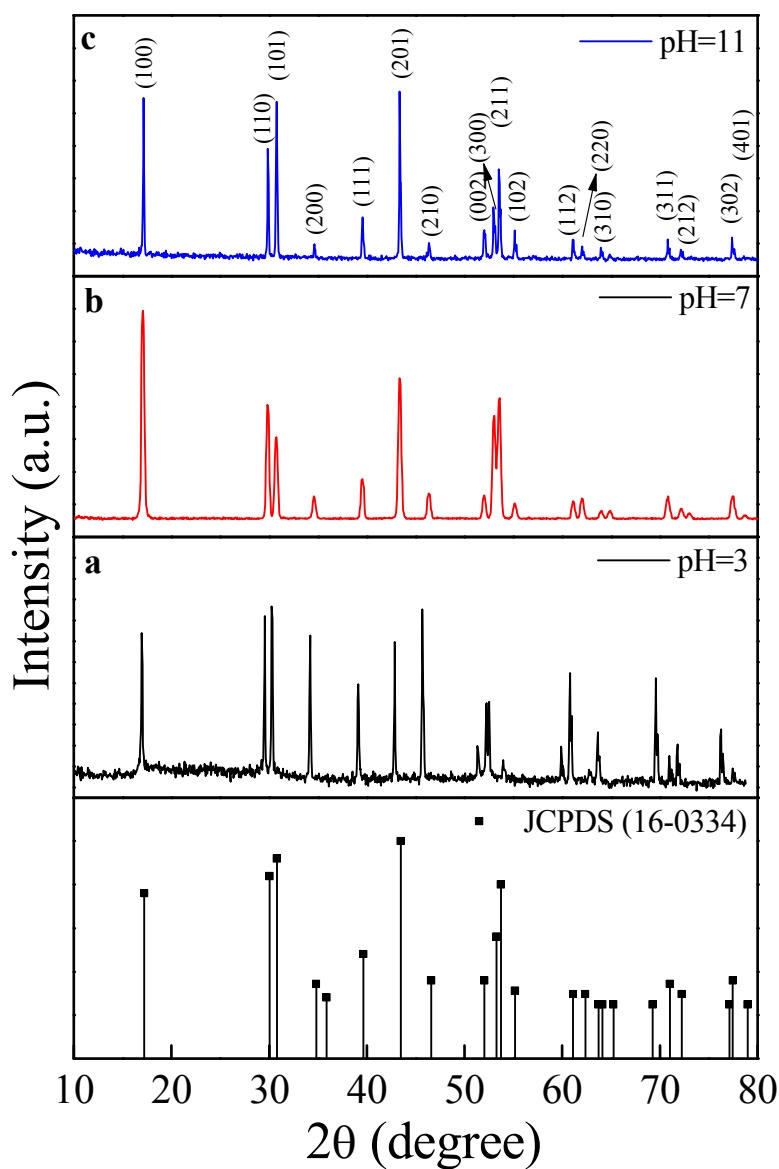 c
pH=11
(100)
(110)
(101)
(200)
(111)
(201)
(210)
(002)
(300)
(211)
(102)
(112)
(220)
(310)
(311)
(212)
(302)
(401)
b
pH=7
a
pH=3
JCPDS (16-0334)
Intensity (a.u.)
10 20 30 40 50 60 70 80
2θ (degree)